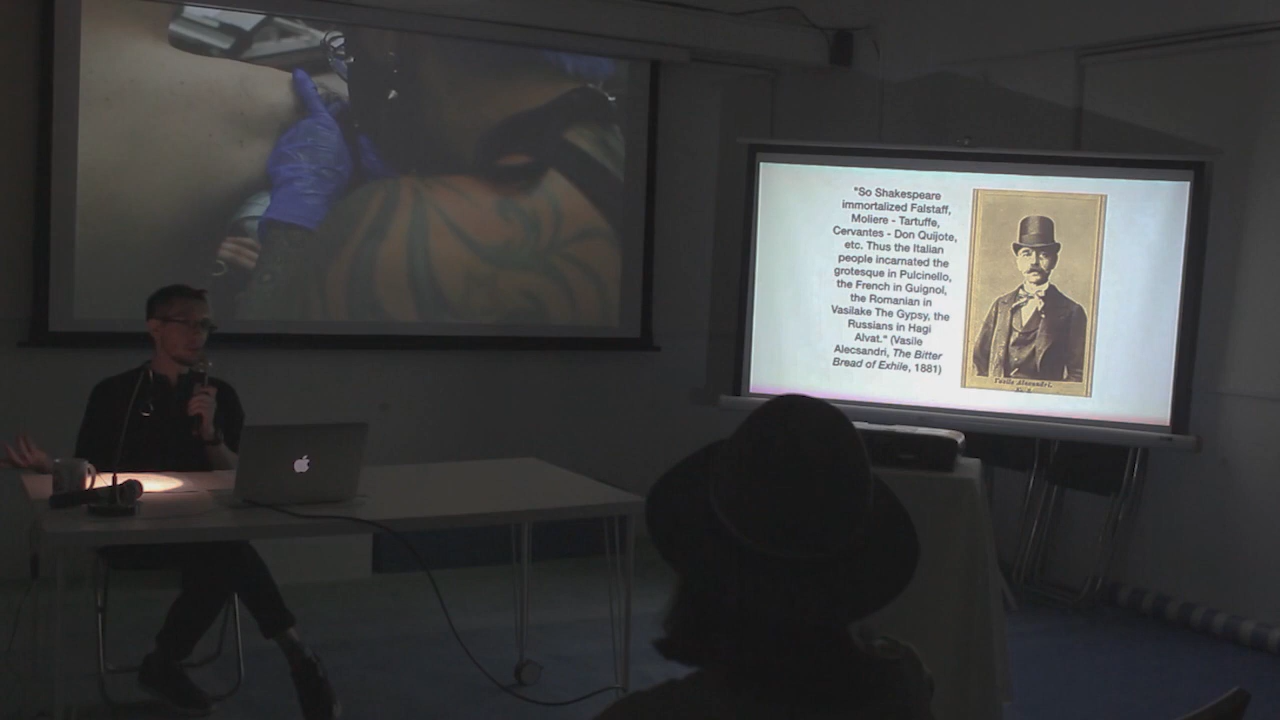 "So Shakespeare
immortalized Falstaff,
Moliere - Tartuffe,
Cervantes - Don Quijote,
etc. Thus the Italian
people incarnated the
grotesque in Pulcinello,
the French in Guignol,
the Romanian in
Vasilake The Gypsy, the
Russians in Hagi
Alvat." (Vasile
Alecsandri, The Bitter
Bread of Exhile, 1881)
Vasile Alecsandri.